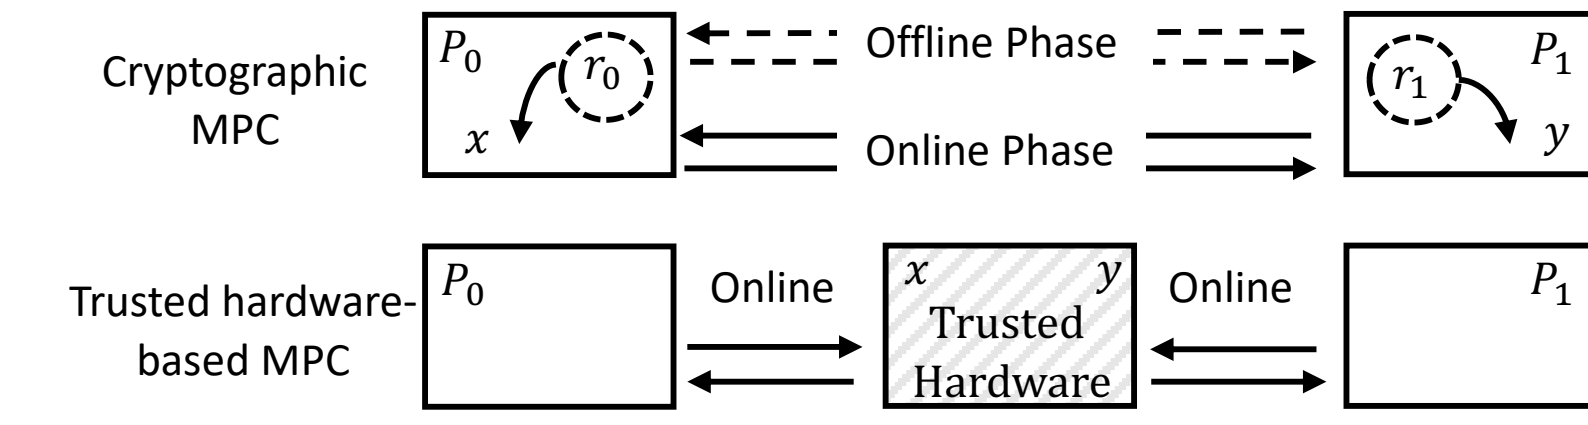 Cryptographic
MPC
P₀
r₀
x
Offline Phase
Online Phase
r₁
P₁
y
Trusted hardware-
based MPC
P₀
Online
x y
Trusted
Hardware
Online
P₁